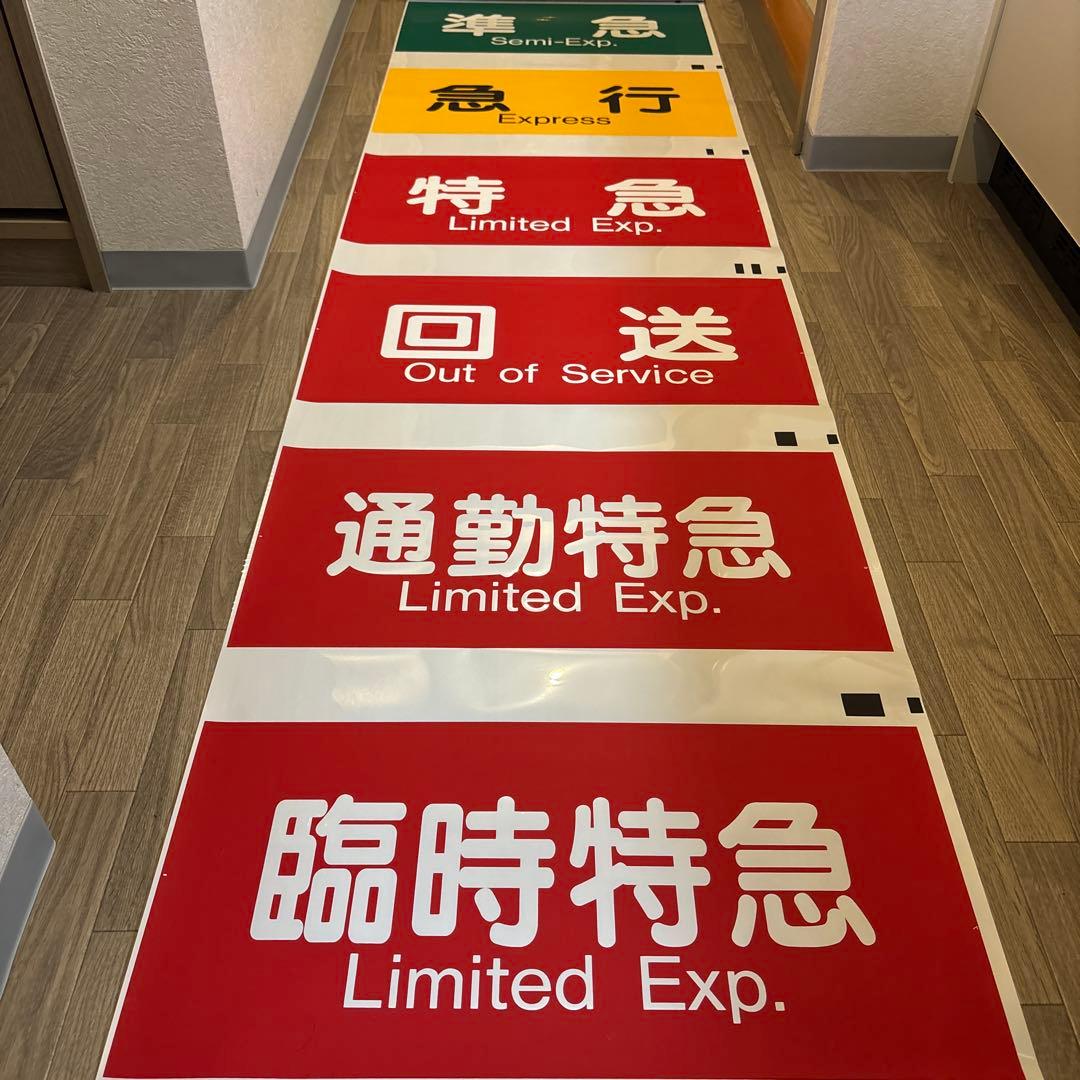 準急
Semi-Exp.
急行
Express
特急
Limited Exp.
回送
Out of Service
通勤特急
Limited Exp.
臨時特急
Limited Exp.